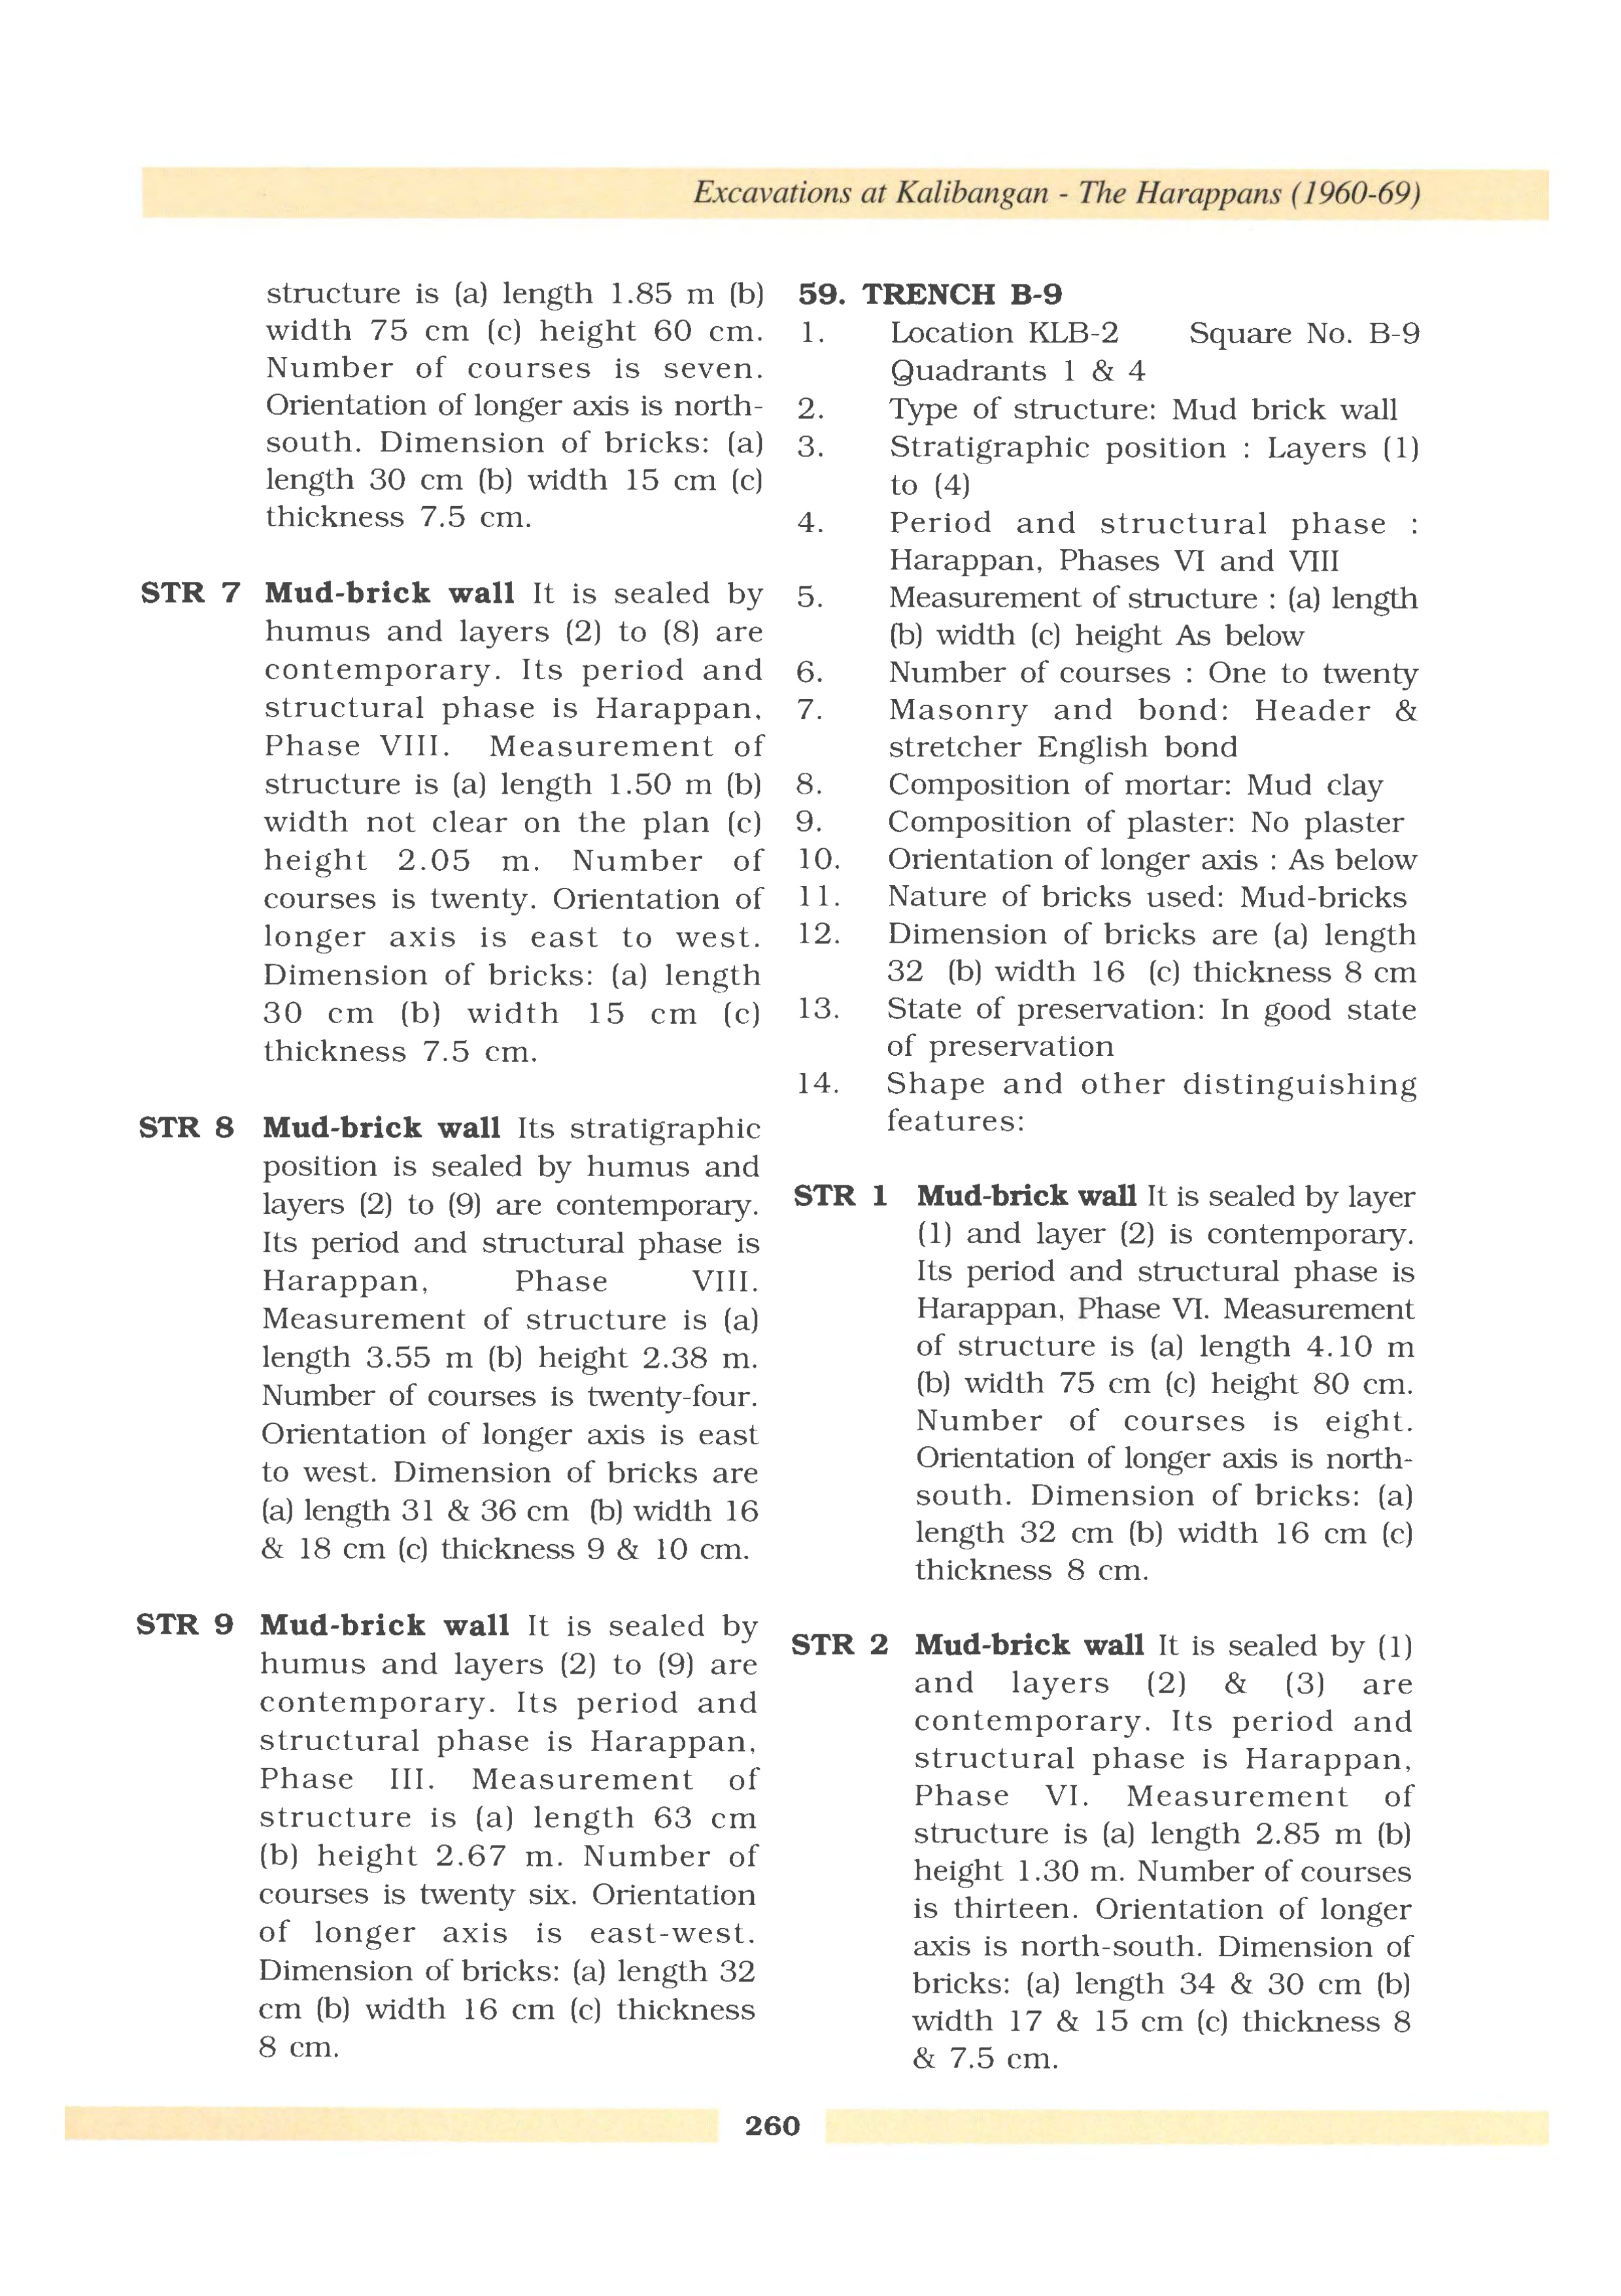 Excavations at Kalibangan - The Harappans (1960-69)
structure is (a) length 1.85 m (b)
width 75 cm (c) height 60 cm.
Number of courses is seven.
Orientation of longer axis is north-
south. Dimension of bricks: (a)
length 30 cm (b) width 15 cm (c)
thickness 7.5 cm.
STR 7 Mud-brick wall It is sealed by
humus and layers (2) to (8) are
contemporary. Its period and
structural phase is Harappan,
Phase VIII. Measurement of
structure is (a) length 1.50 m (b)
width not clear on the plan (c)
height 2.05 m. Number of
courses is twenty. Orientation of
longer axis is east to west.
Dimension of bricks: (a) length
30 cm (b) width 15 cm (c)
thickness 7.5 cm.
STR 8 Mud-brick wall Its stratigraphic
position is sealed by humus and
layers (2) to (9) are contemporary.
Its period and structural phase is
Harappan, Phase VIII.
Measurement of structure is (a)
length 3.55 m (b) height 2.38 m.
Number of courses is twenty-four.
Orientation of longer axis is east
to west. Dimension of bricks are
(a) length 31 & 36 cm (b) width 16
& 18 cm (c) thickness 9 & 10 cm.
STR 9 Mud-brick wall It is sealed by
humus and layers (2) to (9) are
contemporary. Its period and
structural phase is Harappan,
Phase III. Measurement of
structure is (a) length 63 cm
(b) height 2.67 m. Number of
courses is twenty six. Orientation
of longer axis is east-west.
Dimension of bricks: (a) length 32
cm (b) width 16 cm (c) thickness
8 cm.
59. TRENCH B-9
1. Location KLB-2 Square No. B-9
Quadrants 1 & 4
2. Type of structure: Mud brick wall
3. Stratigraphic position : Layers (1)
to (4)
4. Period and structural phase :
Harappan, Phases VI and VIII
5. Measurement of structure : (a) length
(b) width (c) height As below
6. Number of courses : One to twenty
7. Masonry and bond: Header &
stretcher English bond
8. Composition of mortar: Mud clay
9. Composition of plaster: No plaster
10. Orientation of longer axis : As below
11. Nature of bricks used: Mud-bricks
12. Dimension of bricks are (a) length
32 (b) width 16 (c) thickness 8 cm
13. State of preservation: In good state
of preservation
14. Shape and other distinguishing
features:
STR 1 Mud-brick wall It is sealed by layer
(1) and layer (2) is contemporary.
Its period and structural phase is
Harappan, Phase VI. Measurement
of structure is (a) length 4.10 m
(b) width 75 cm (c) height 80 cm.
Number of courses is eight.
Orientation of longer axis is north-
south. Dimension of bricks: (a)
length 32 cm (b) width 16 cm (c)
thickness 8 cm.
STR 2 Mud-brick wall It is sealed by (1)
and layers (2) & (3) are
contemporary. Its period and
structural phase is Harappan,
Phase VI. Measurement of
structure is (a) length 2.85 m (b)
height 1.30 m. Number of courses
is thirteen. Orientation of longer
axis is north-south. Dimension of
bricks: (a) length 34 & 30 cm (b)
width 17 & 15 cm (c) thickness 8
& 7.5 cm.
260